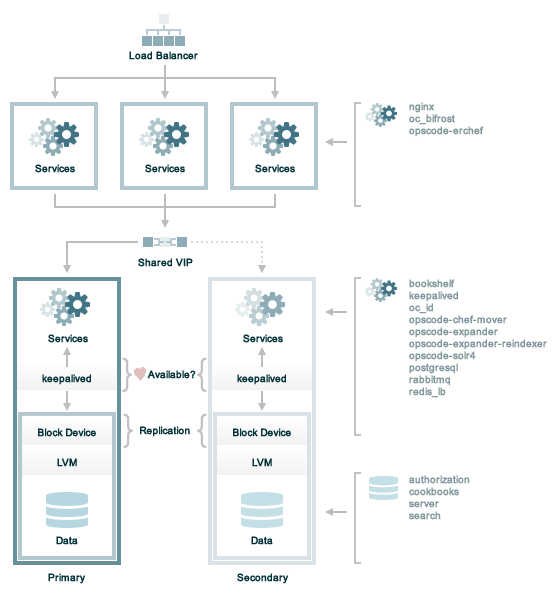 Load Balancer
Services
Services
Services
nginx
oc_bifrost
opscode-erchef
Shared VIP
Services
keepalived
Available?
Services
keepalived
bookshelf
keepalived
oc_id
opscode-chef-mover
opscode-expander
opscode-expander-reindexer
opscode-solr4
postgresql
rabbitmq
redis_lb
Block Device
Replication
Block Device
LVM
LVM
Data
Data
authorization
cookbooks
server
search
Primary
Secondary